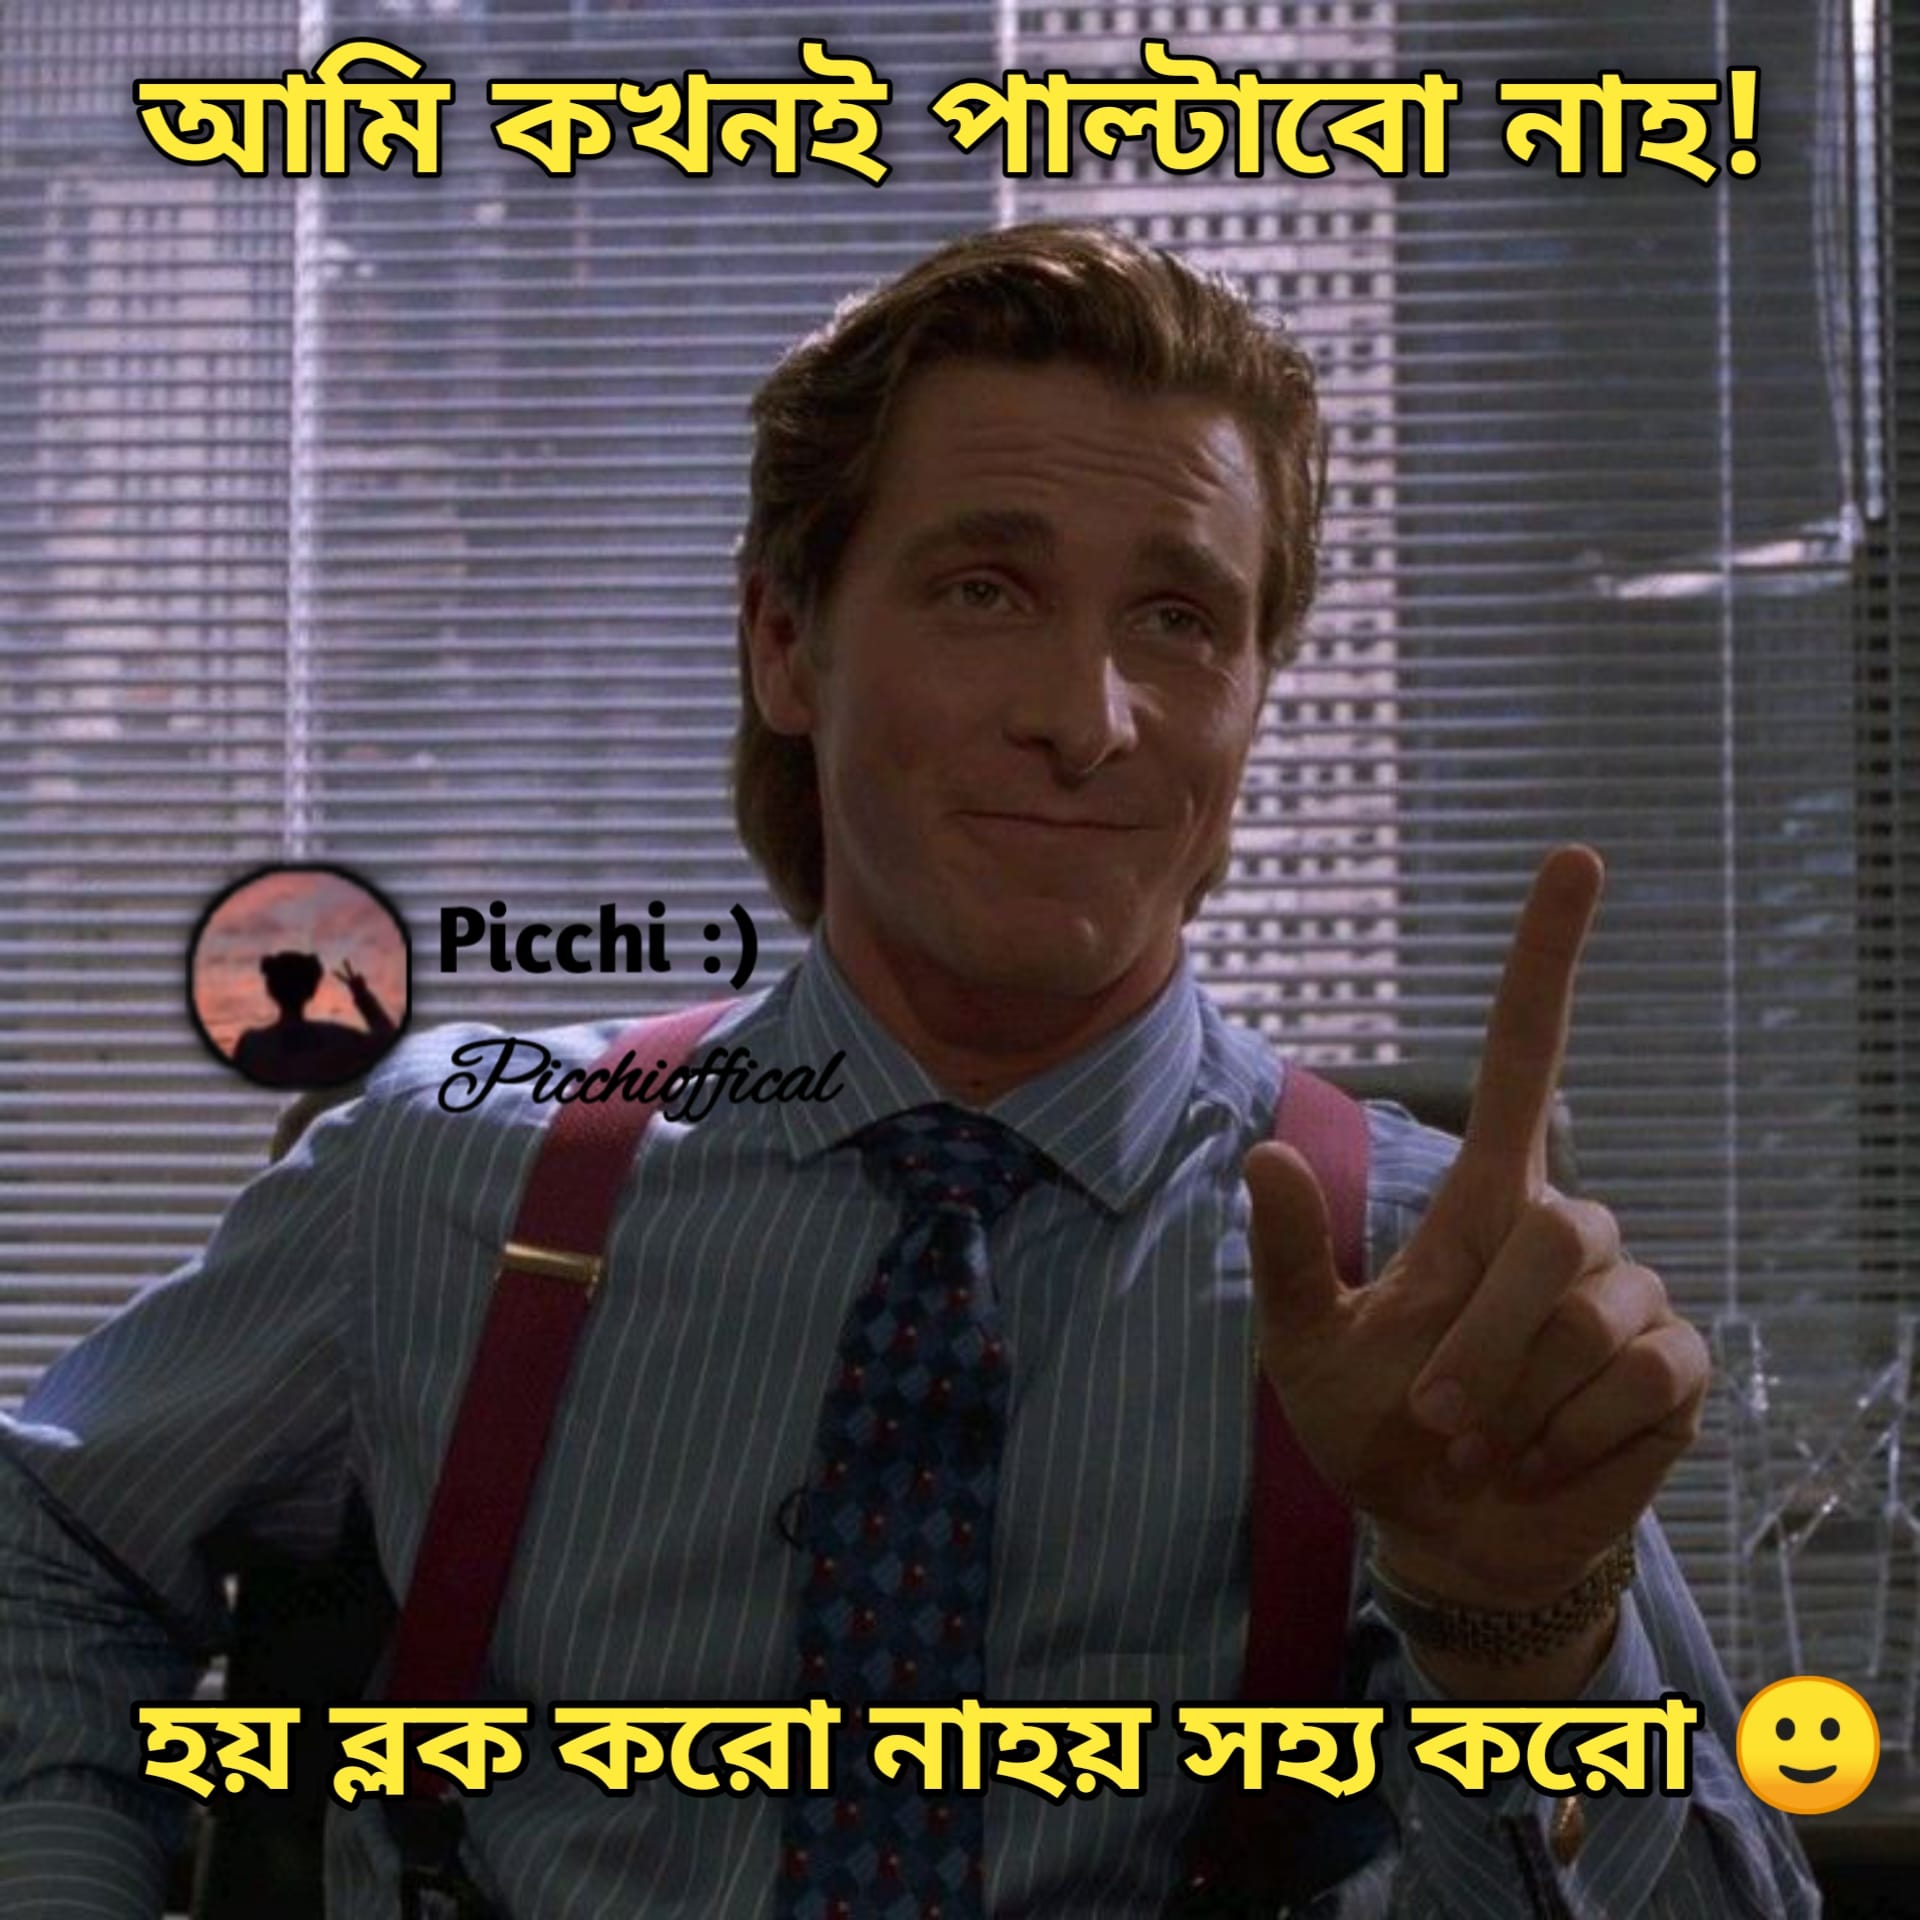 আমি কখনই পাল্টাবো নাহ!
Picchi :)
Picchioffical
হয় ব্লক করো নাহয় সহ্য করো 🙂